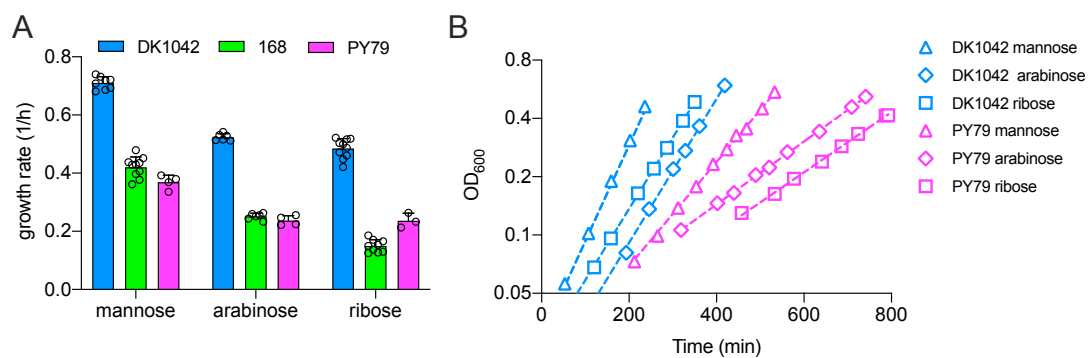 A
DK1042
168
PY79
growth rate (1/h)
0.8
0.6
0.4
0.2
0.0
mannose
arabinose
ribose
B
OD600
0.8
0.4
0.2
0.1
0.05
0
200
400
600
800
Time (min)
DK1042 mannose
DK1042 arabinose
DK1042 ribose
PY79 mannose
PY79 arabinose
PY79 ribose